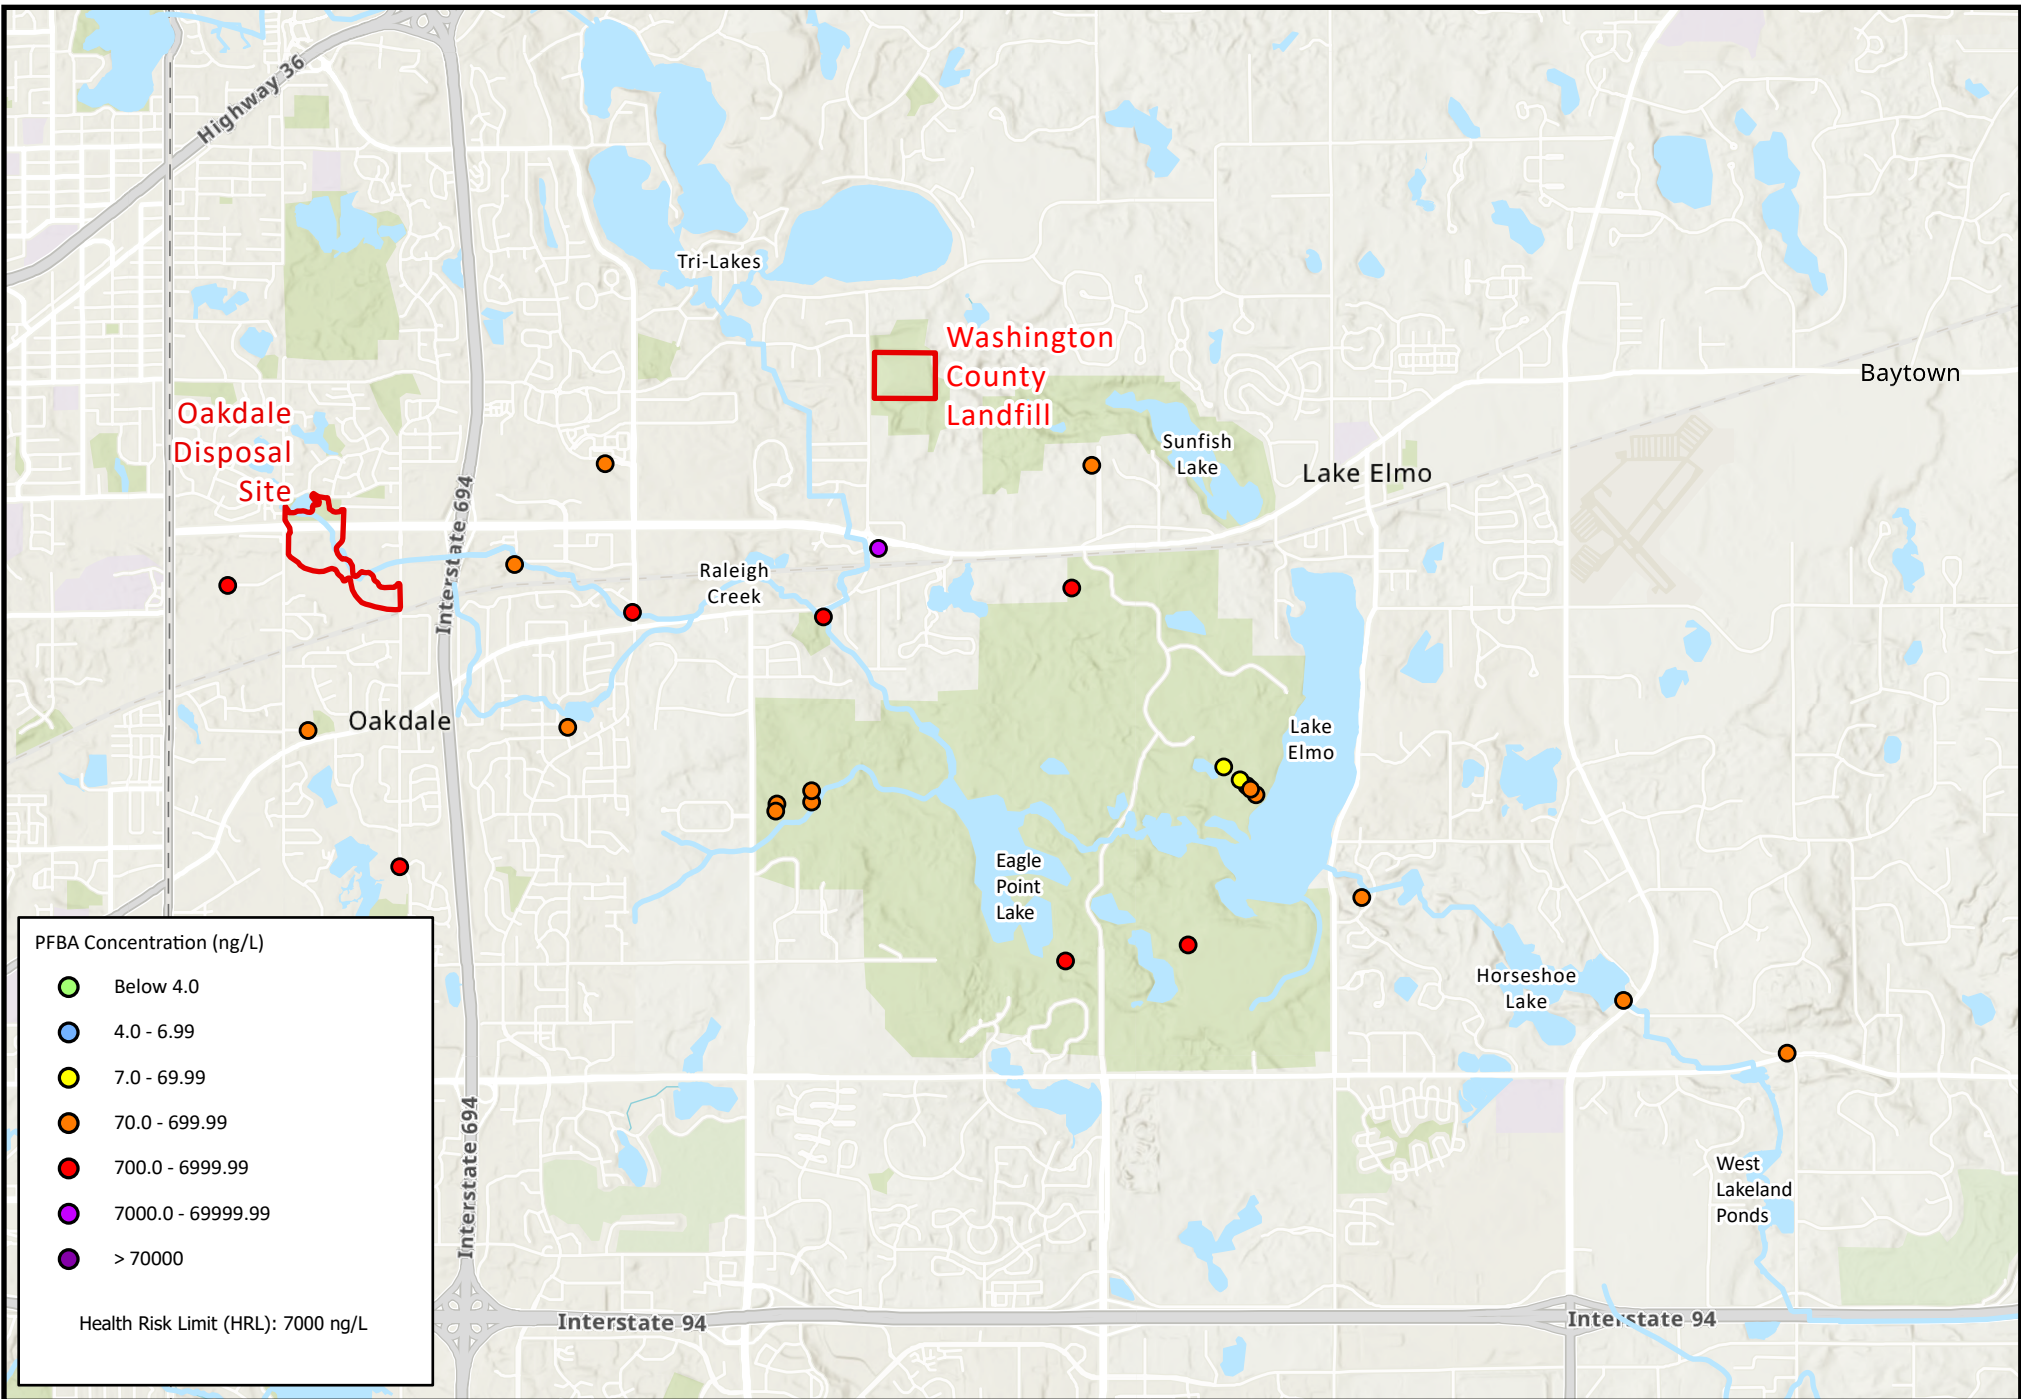 Highway 36
Tri-Lakes
Washington
County
Landfill
Baytown
Oakdale
Disposal
Site
Sunfish
Lake
Lake Elmo
Interstate 694
Raleigh
Creek
Oakdale
Lake
Elmo
Eagle
Point
Lake
Horseshoe
Lake
PFBA Concentration (ng/L)
Below 4.0
4.0 - 6.99
7.0 - 69.99
70.0 - 699.99
700.0 - 6999.99
7000.0 - 69999.99
> 70000
Health Risk Limit (HRL): 7000 ng/L
Interstate 694
West
Lakeland
Ponds
Interstate 94
Interstate 94